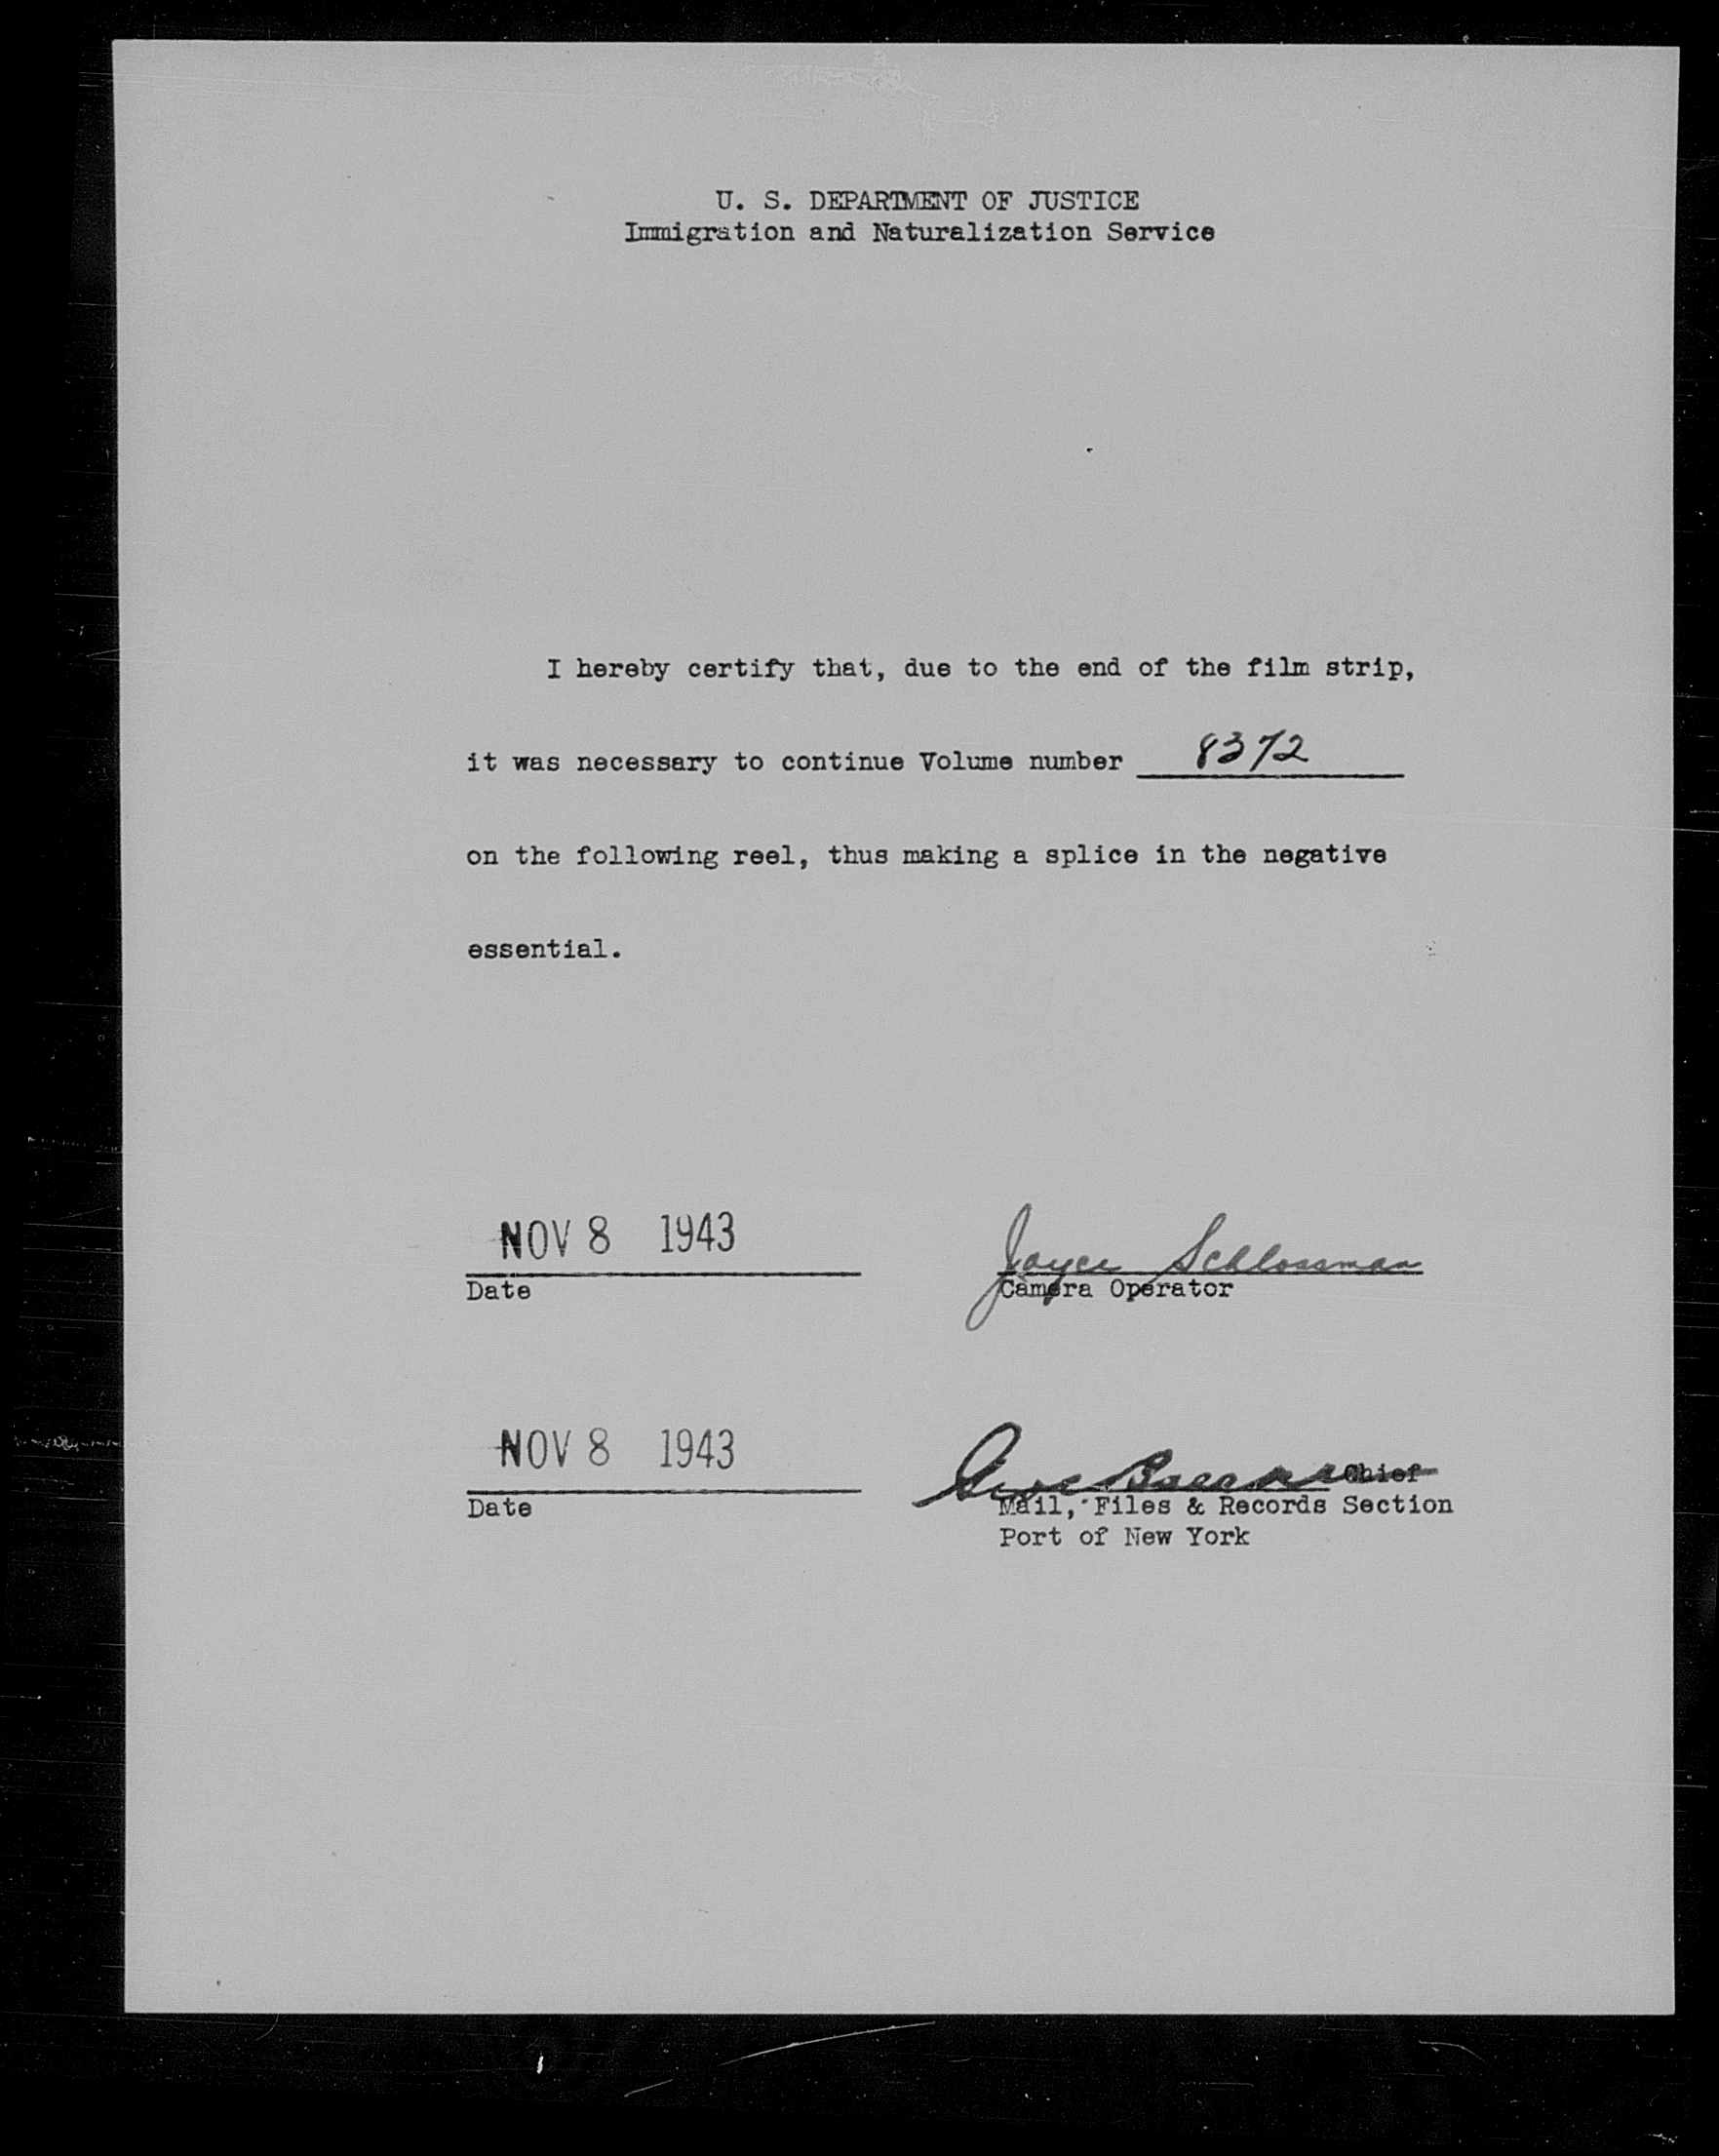 U. S. DEPARTMENT OF JUSTICE
Immigration and Naturalization Service
I hereby certify that, due to the end of the film strip,
it was necessary to continue Volume number 8372
on the following reel, thus making a splice in the negative
essential.
NOV 8 1943
Joyce Schlossman
Date
Camera Operator
NOV 8 1943
Chief
Date
Mail, Files & Records Section
Port of New York